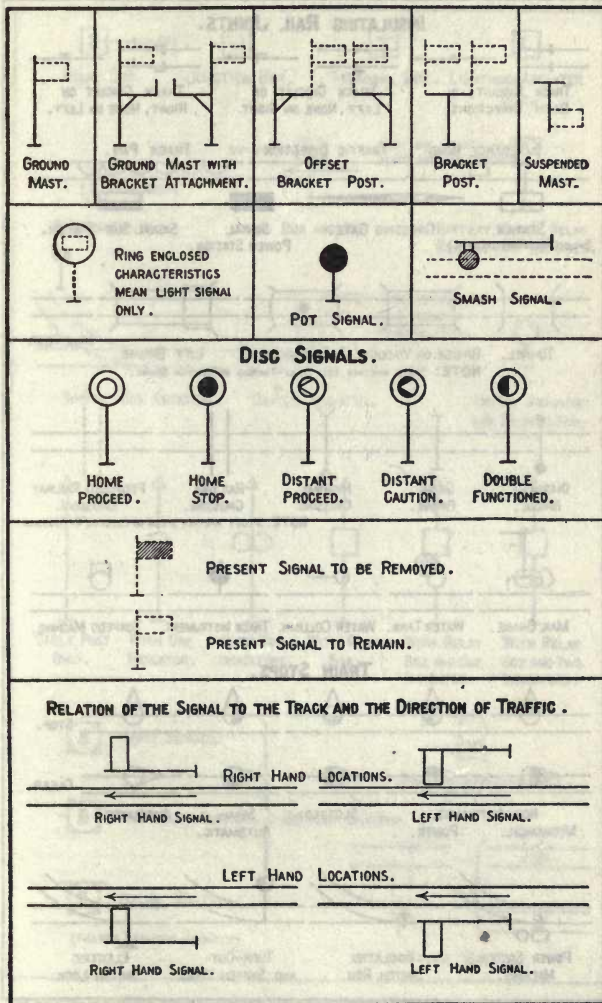 GROUND
MAST.
GROUND MAST WITH
BRACKET ATTACHMENT.
OFFSET
BRACKET POST.
BRACKET
POST.
SUSPENDED
MAST.
RING ENCLOSED
CHARACTERISTICS
MEAN LIGHT SIGNAL
ONLY.
POT SIGNAL.
SMASH SIGNAL.
DISC SIGNALS.
HOME
PROCEED.
HOME
STOP.
DISTANT
PROCEED.
DISTANT
CAUTION.
DOUBLE
FUNCTIONED.
PRESENT SIGNAL TO BE REMOVED.
PRESENT SIGNAL TO REMAIN.
RELATION OF THE SIGNAL TO THE TRACK AND THE DIRECTION OF TRAFFIC.
RIGHT HAND LOCATIONS.
RIGHT HAND SIGNAL.
LEFT HAND SIGNAL.
LEFT HAND LOCATIONS.
RIGHT HAND SIGNAL.
LEFT HAND SIGNAL.